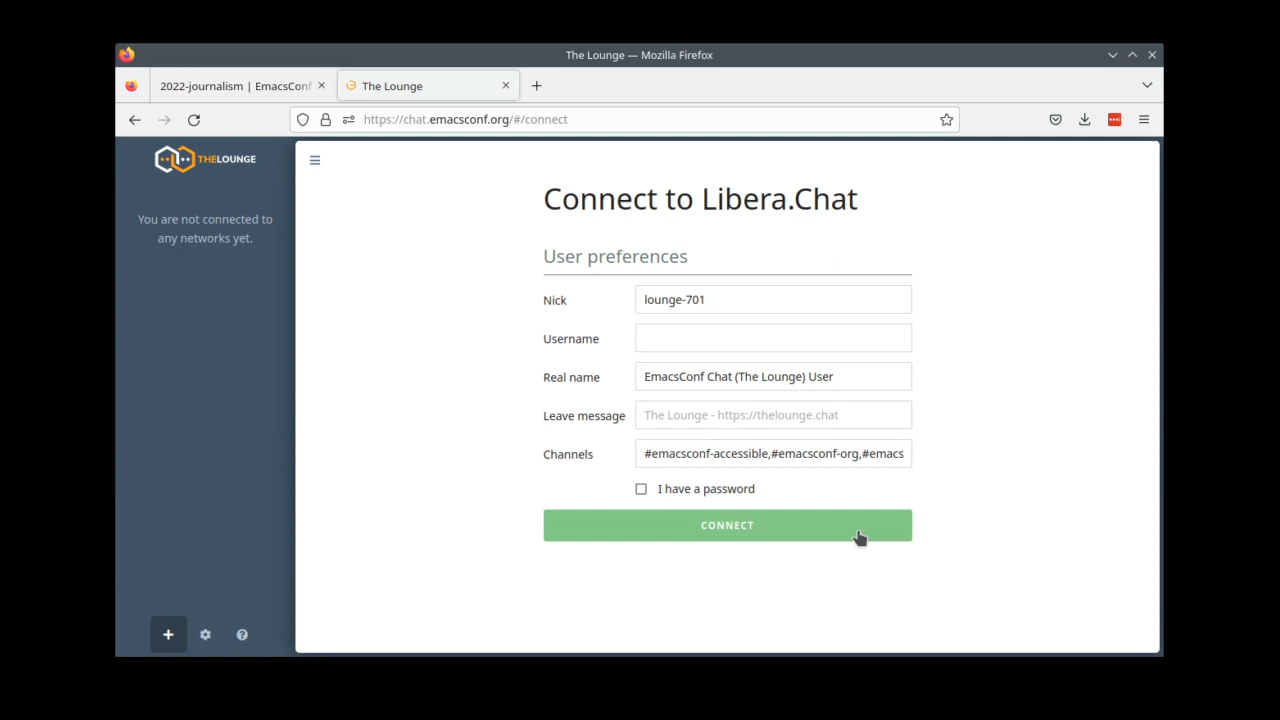 The Lounge — Mozilla Firefox
2022-journalism | EmacsConf
The Lounge
https://chat.emacsconf.org/#/connect
THELOUNGE
You are not connected to
any networks yet.
Connect to Libera.Chat
User preferences
Nick
lounge-701
Username
Real name
EmacsConf Chat (The Lounge) User
Leave message
The Lounge - https://thelounge.chat
Channels
#emacsconf-accessible,#emacsconf-org,#emacs
I have a password
CONNECT